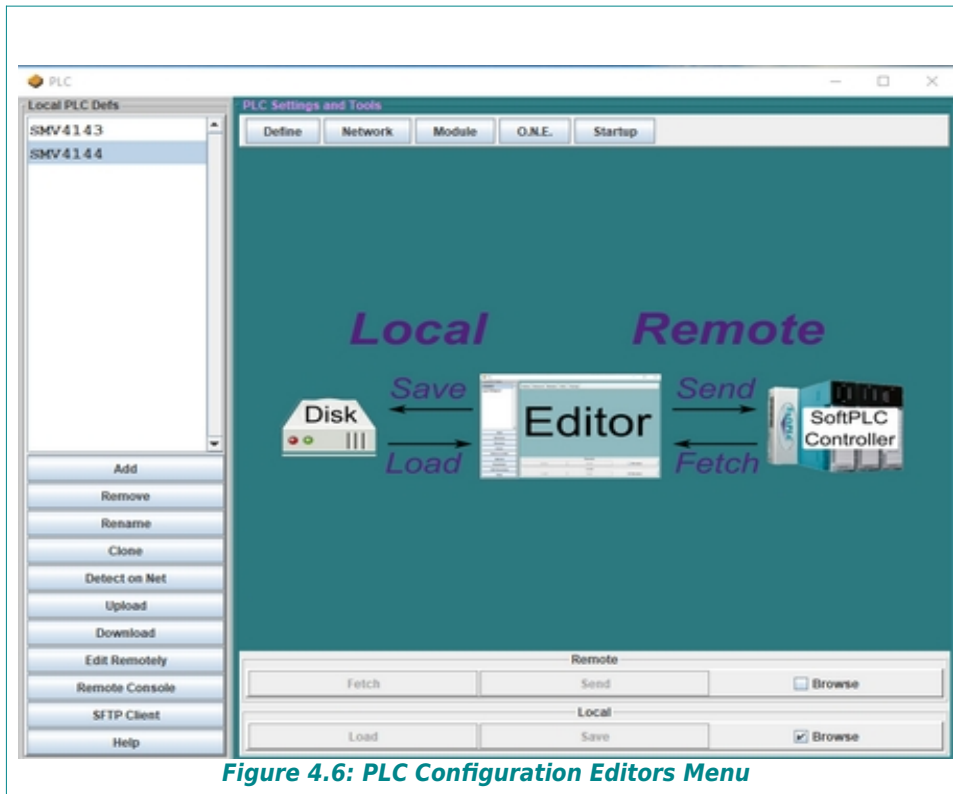 PLC
Local PLC Defs
SMV4143
SMV4144
Add
Remove
Rename
Clone
Detect on Net
Upload
Download
Edit Remotely
Remote Console
SFTP Client
Help
PLC Settings and Tools
Define Network Module O.N.E. Startup
Local Remote
Save Send
Disk Editor SoftPLC
Controller
Load Fetch
Remote
Fetch Send Browse
Local
Load Save Browse
Figure 4.6: PLC Configuration Editors Menu